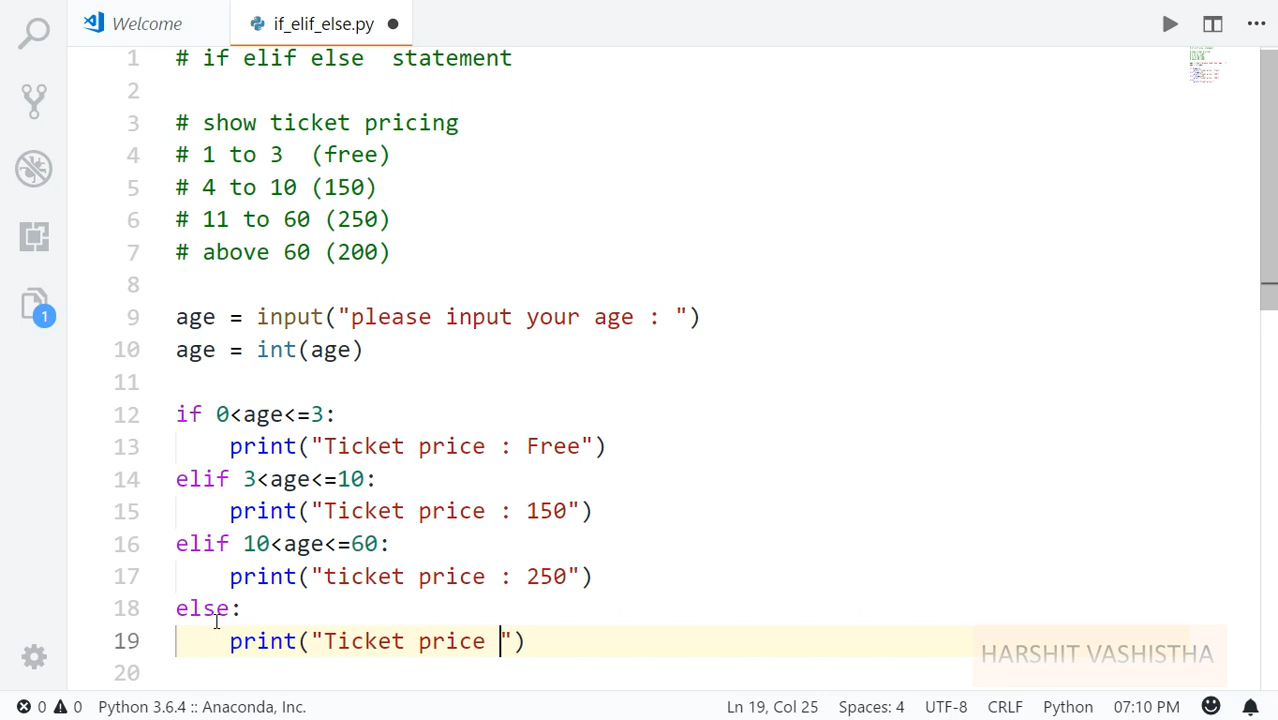 Welcome
if_elif_else.py
1 # if elif else  statement
2
3 # show ticket pricing
4 # 1 to 3  (free)
5 # 4 to 10 (150)
6 # 11 to 60 (250)
7 # above 60 (200)
8
9 age = input("please input your age : ")
10 age = int(age)
11
12 if 0<age<=3:
13     print("Ticket price : Free")
14 elif 3<age<=10:
15     print("Ticket price : 150")
16 elif 10<age<=60:
17     print("ticket price : 250")
18 else:
19     print("Ticket price ")
20
1
HARSHIT VASHISTHA
0 0 Python 3.6.4 :: Anaconda, Inc. Ln 19, Col 25 Spaces: 4 UTF-8 CRLF Python 07:10 PM